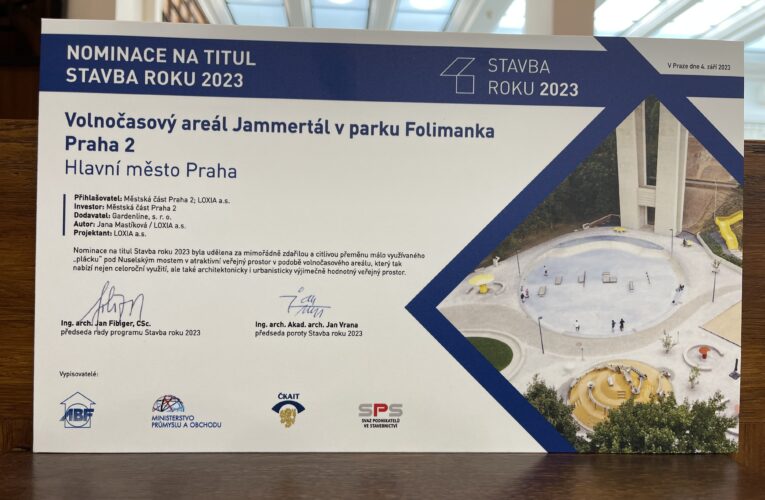 NOMINACE NA TITUL
STAVBA ROKU 2023
STAVBA
ROKU 2023
V Praze dne 4. září 2023
Volnočasový areál Jammertál v parku Folimanka
Praha 2
Hlavní město Praha
Přihlašovatel: Městská část Praha 2; LOXIA a.s.
Investor: Městská část Praha 2
Dodavatel: Gardenline, s. r. o.
Autor: Jana Mastíková / LOXIA a.s.
Projektant: LOXIA a.s.
Nominace na titul Stavba roku 2023 byla udělena za mimořádně zdařilou a citlivou přeměnu málo využívaného
„plácku" pod Nuselským mostem v atraktivní veřejný prostor v podobě volnočasového areálu, který tak
nabízí nejen celoroční využití, ale také architektonicky i urbanisticky výjimečně hodnotný veřejný prostor.
Ing. arch. Jan Fibiger, CSc.
předseda rady programu Stavba roku 2023
Ing. arch. Akad. arch. Jan Vrana
předseda poroty Stavba roku 2023
Vypisovatelé:
ABF
MINISTERSTVO
PRŮMYSLU A OBCHODU
ČKAIT
SPS
SVAZ PODNIKATELŮ
VE STAVEBNICTVÍ